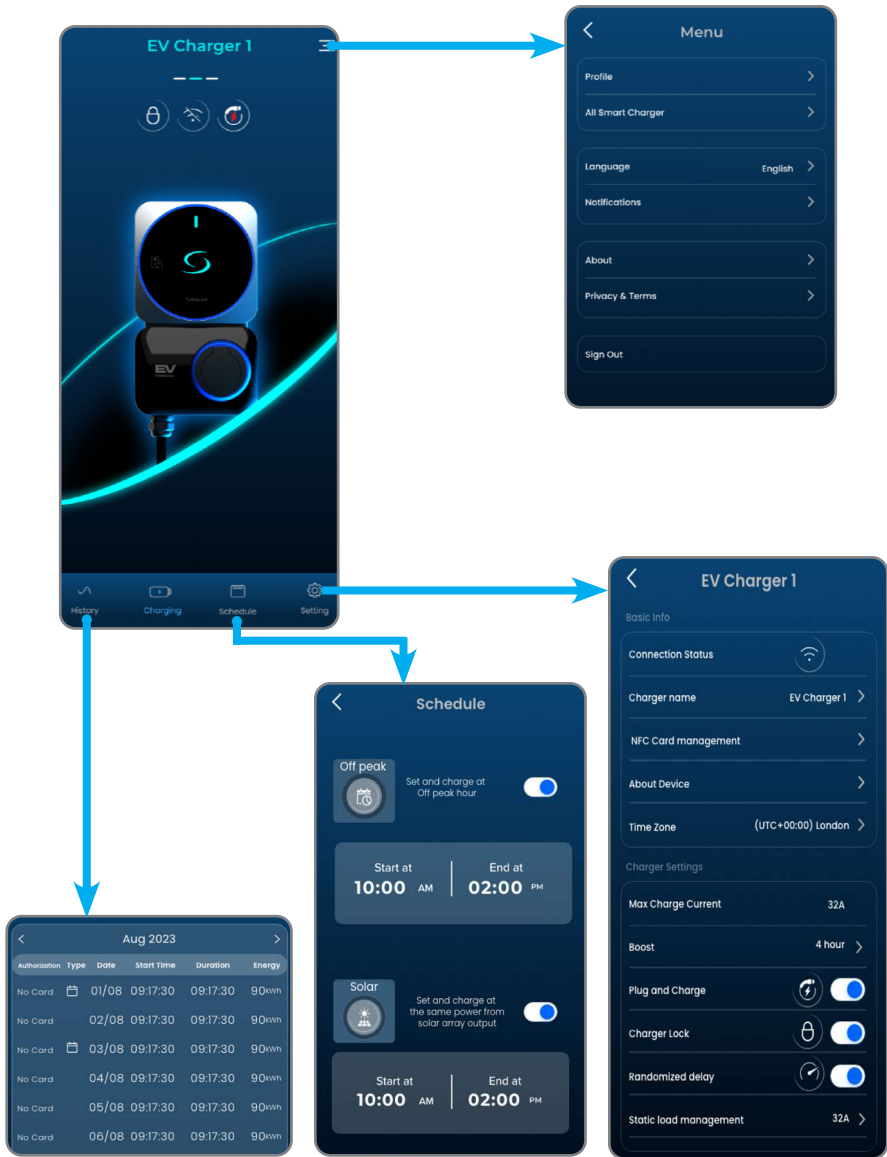 EV Charger 1
EV
History
Charging
Schedule
Setting
Menu
Profile
All Smart Charger
Language English
Notifications
About
Privacy & Terms
Sign Out
Aug 2023
Authorization Type Date Start Time Duration Energy
No Card 01/08 09:17:30 09:17:30 90kWh
No Card 02/08 09:17:30 09:17:30 90kWh
No Card 03/08 09:17:30 09:17:30 90kWh
No Card 04/08 09:17:30 09:17:30 90kWh
No Card 05/08 09:17:30 09:17:30 90kWh
No Card 06/08 09:17:30 09:17:30 90kWh
Schedule
Off peak
Set and charge at
Off peak hour
Start at End at
10:00 AM 02:00 PM
Solar
Set and charge at
the same power from
solar array output
Start at End at
10:00 AM 02:00 PM
EV Charger 1
Basic Info
Connection Status
Charger name EV Charger 1
NFC Card management
About Device
Time Zone (UTC+00:00) London
Charger Settings
Max Charge Current 32A
Boost 4 hour
Plug and Charge
Charger Lock
Randomized delay
Static load management 32A